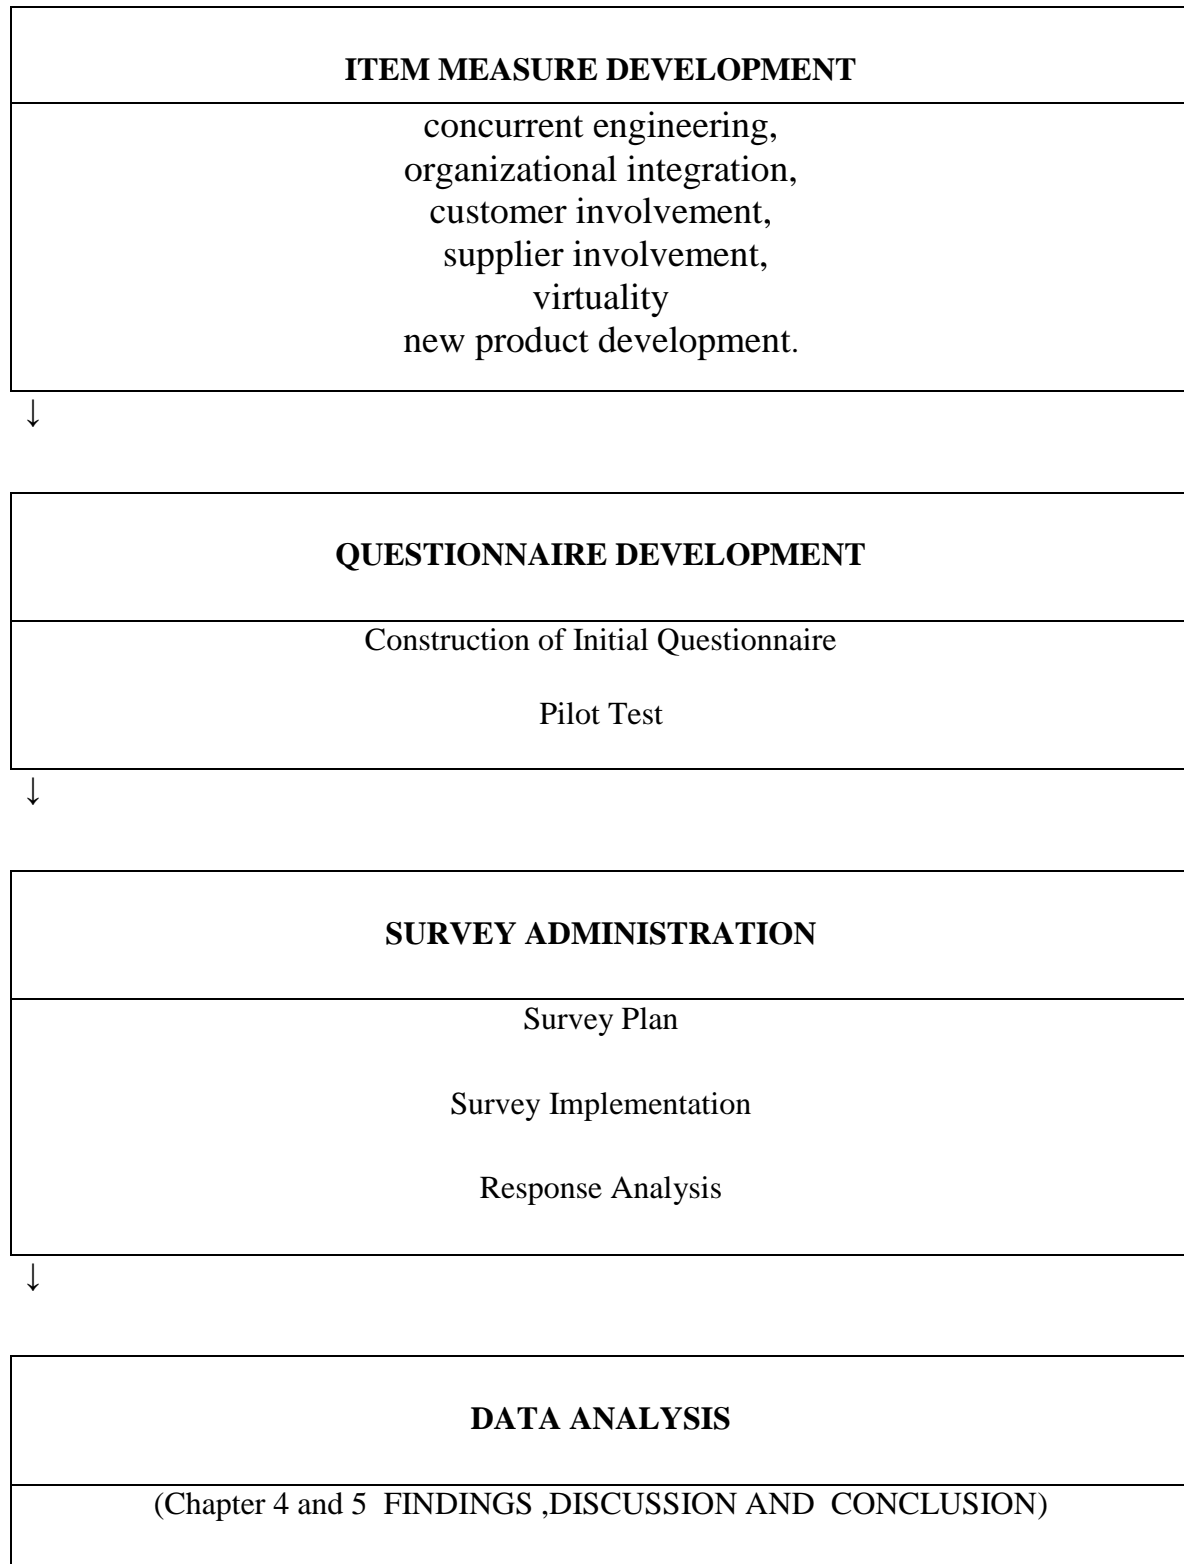 ITEM MEASURE DEVELOPMENT
concurrent engineering,
organizational integration,
customer involvement,
supplier involvement,
virtuality
new product development.
↓
QUESTIONNAIRE DEVELOPMENT
Construction of Initial Questionnaire
Pilot Test
↓
SURVEY ADMINISTRATION
Survey Plan
Survey Implementation
Response Analysis
↓
DATA ANALYSIS
(Chapter 4 and 5  FINDINGS ,DISCUSSION AND  CONCLUSION)